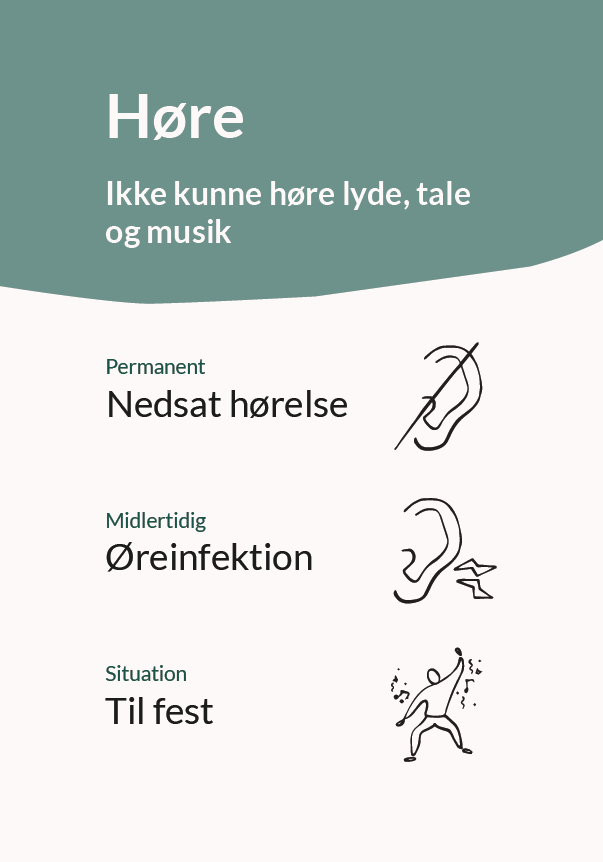 Høre
Ikke kunne høre lyde, tale
og musik
Permanent
Nedsat hørelse
Midlertidig
Øreinfektion
Situation
Til fest